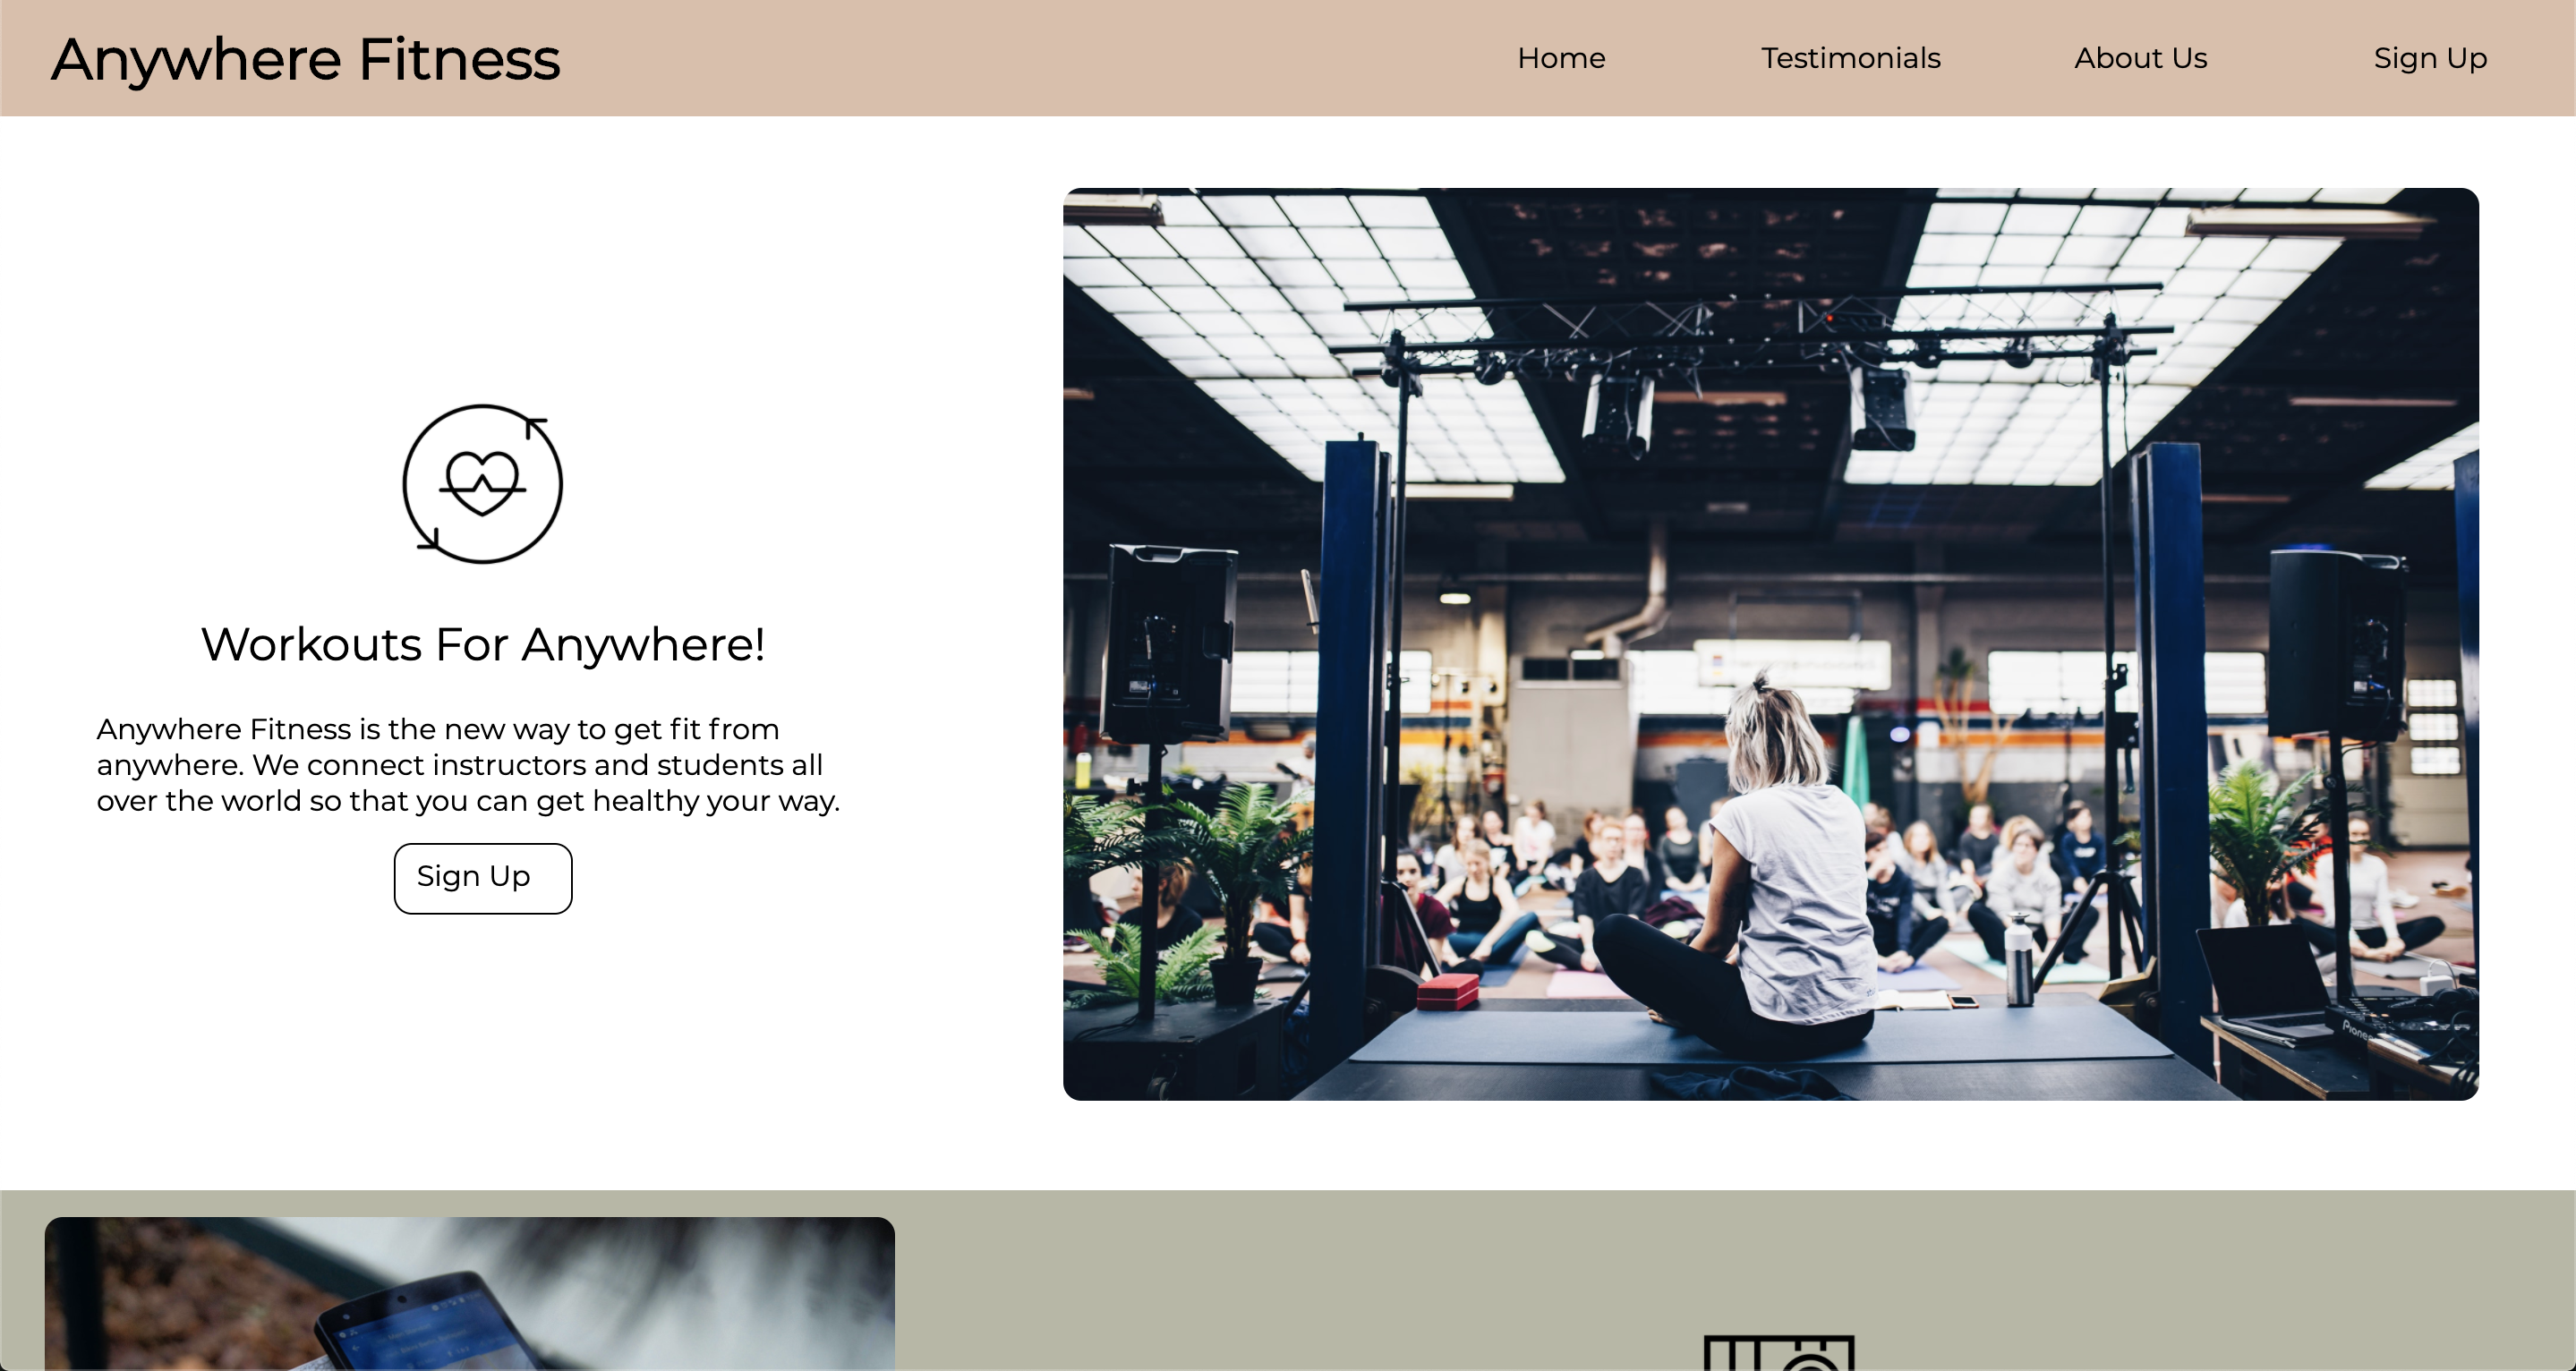 Anywhere Fitness
Home
Testimonials
About Us
Sign Up
Workouts For Anywhere!
Anywhere Fitness is the new way to get fit from
anywhere. We connect instructors and students all
over the world so that you can get healthy your way.
Sign Up
Pioneer